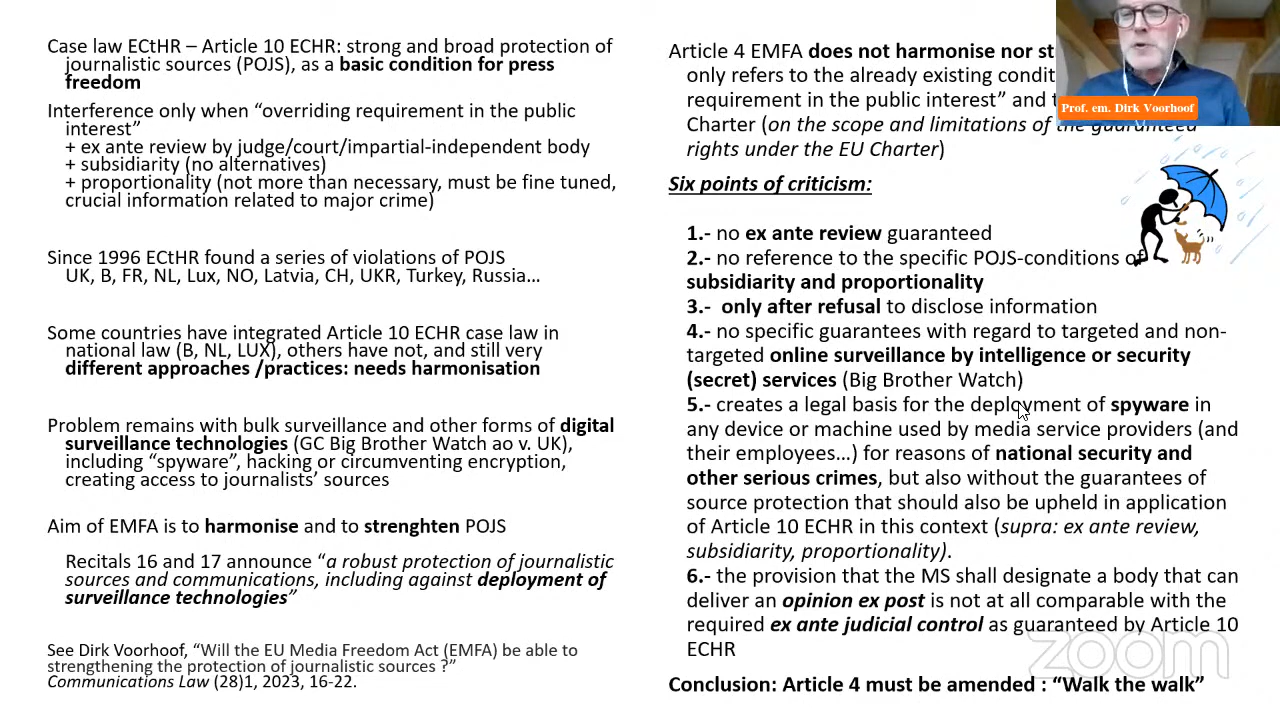 Case law ECtHR – Article 10 ECHR: strong and broad protection of
journalistic sources (POJS), as a basic condition for press
freedom
Interference only when “overriding requirement in the public
interest”
+ ex ante review by judge/court/impartial-independent body
+ subsidiarity (no alternatives)
+ proportionality (not more than necessary, must be fine tuned,
crucial information related to major crime)
Since 1996 ECtHR found a series of violations of POJS
UK, B, FR, NL, Lux, NO, Latvia, CH, UKR, Turkey, Russia…
Some countries have integrated Article 10 ECHR case law in
national law (B, NL, LUX), others have not, and still very
different approaches /practices: needs harmonisation
Problem remains with bulk surveillance and other forms of digital
surveillance technologies (GC Big Brother Watch ao v. UK),
including “spyware”, hacking or circumventing encryption,
creating access to journalists’ sources
Aim of EMFA is to harmonise and to strenghten POJS
Recitals 16 and 17 announce “a robust protection of journalistic
sources and communications, including against deployment of
surveillance technologies”
See Dirk Voorhoof, “Will the EU Media Freedom Act (EMFA) be able to
strengthening the protection of journalistic sources ?”
Communications Law (28)1, 2023, 16-22.
Article 4 EMFA does not harmonise nor
only refers to the already existing
requirement in the public interest” and
Charter (on the scope and limitations of the guaranteed
rights under the EU Charter)
Prof. em. Dirk Voorhoof
Six points of criticism:
1.- no ex ante review guaranteed
2.- no reference to the specific POJS-conditions of
subsidiarity and proportionality
3.- only after refusal to disclose information
4.- no specific guarantees with regard to targeted and non-
targeted online surveillance by intelligence or security
(secret) services (Big Brother Watch)
5.- creates a legal basis for the deployment of spyware in
any device or machine used by media service providers (and
their employees…) for reasons of national security and
other serious crimes, but also without the guarantees of
source protection that should also be upheld in application
of Article 10 ECHR in this context (supra: ex ante review,
subsidiarity, proportionality).
6.- the provision that the MS shall designate a body that can
deliver an opinion ex post is not at all comparable with the
required ex ante judicial control as guaranteed by Article 10
ECHR
zoom
Conclusion: Article 4 must be amended : “Walk the walk”